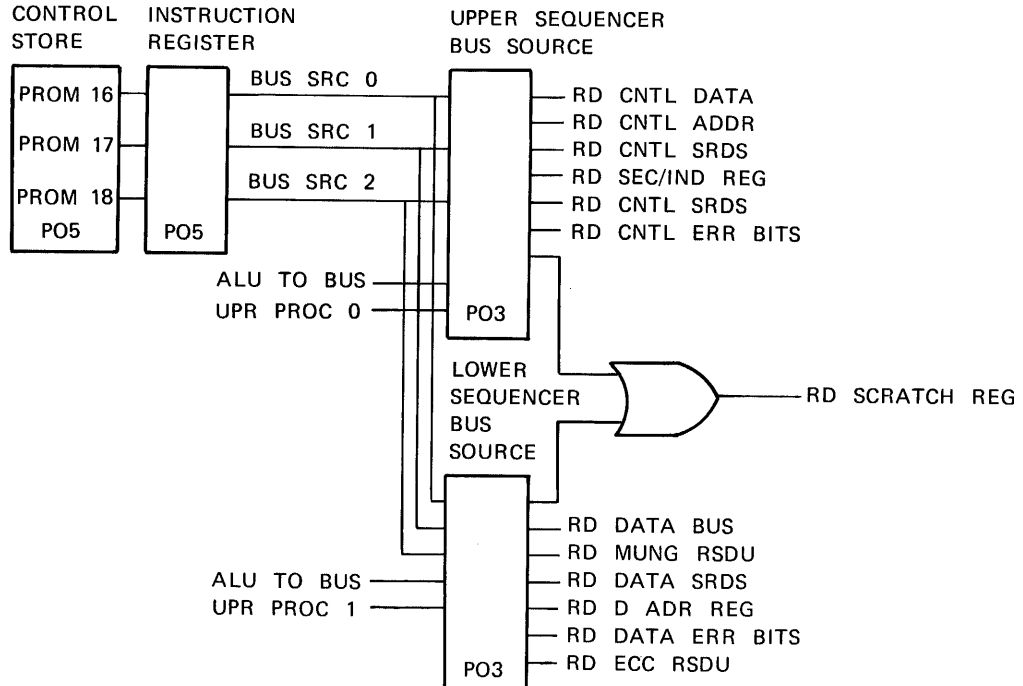 CONTROL STORE
INSTRUCTION REGISTER
UPPER SEQUENCER BUS SOURCE
PROM 16
PROM 17
PROM 18
PO5
PO5
BUS SRC 0
BUS SRC 1
BUS SRC 2
ALU TO BUS
UPR PROC 0
PO3
RD CNTL DATA
RD CNTL ADDR
RD CNTL SRDS
RD SEC/IND REG
RD CNTL SRDS
RD CNTL ERR BITS
LOWER
SEQUENCER
BUS
SOURCE
RD SCRATCH REG
ALU TO BUS
UPR PROC 1
PO3
RD DATA BUS
RD MUNG RSDU
RD DATA SRDS
RD D ADR REG
RD DATA ERR BITS
RD ECC RSDU